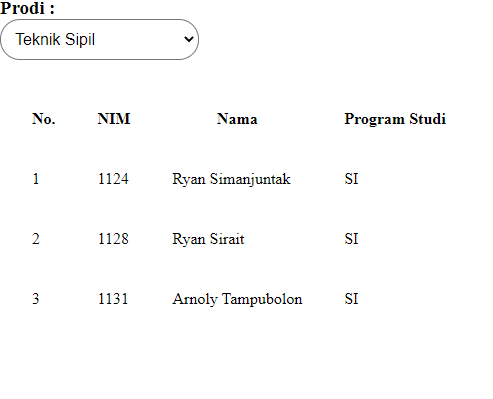 Prodi :
Teknik Sipil
No. NIM Nama Program Studi
1 1124 Ryan Simanjuntak SI
2 1128 Ryan Sirait SI
3 1131 Arnoly Tampubolon SI